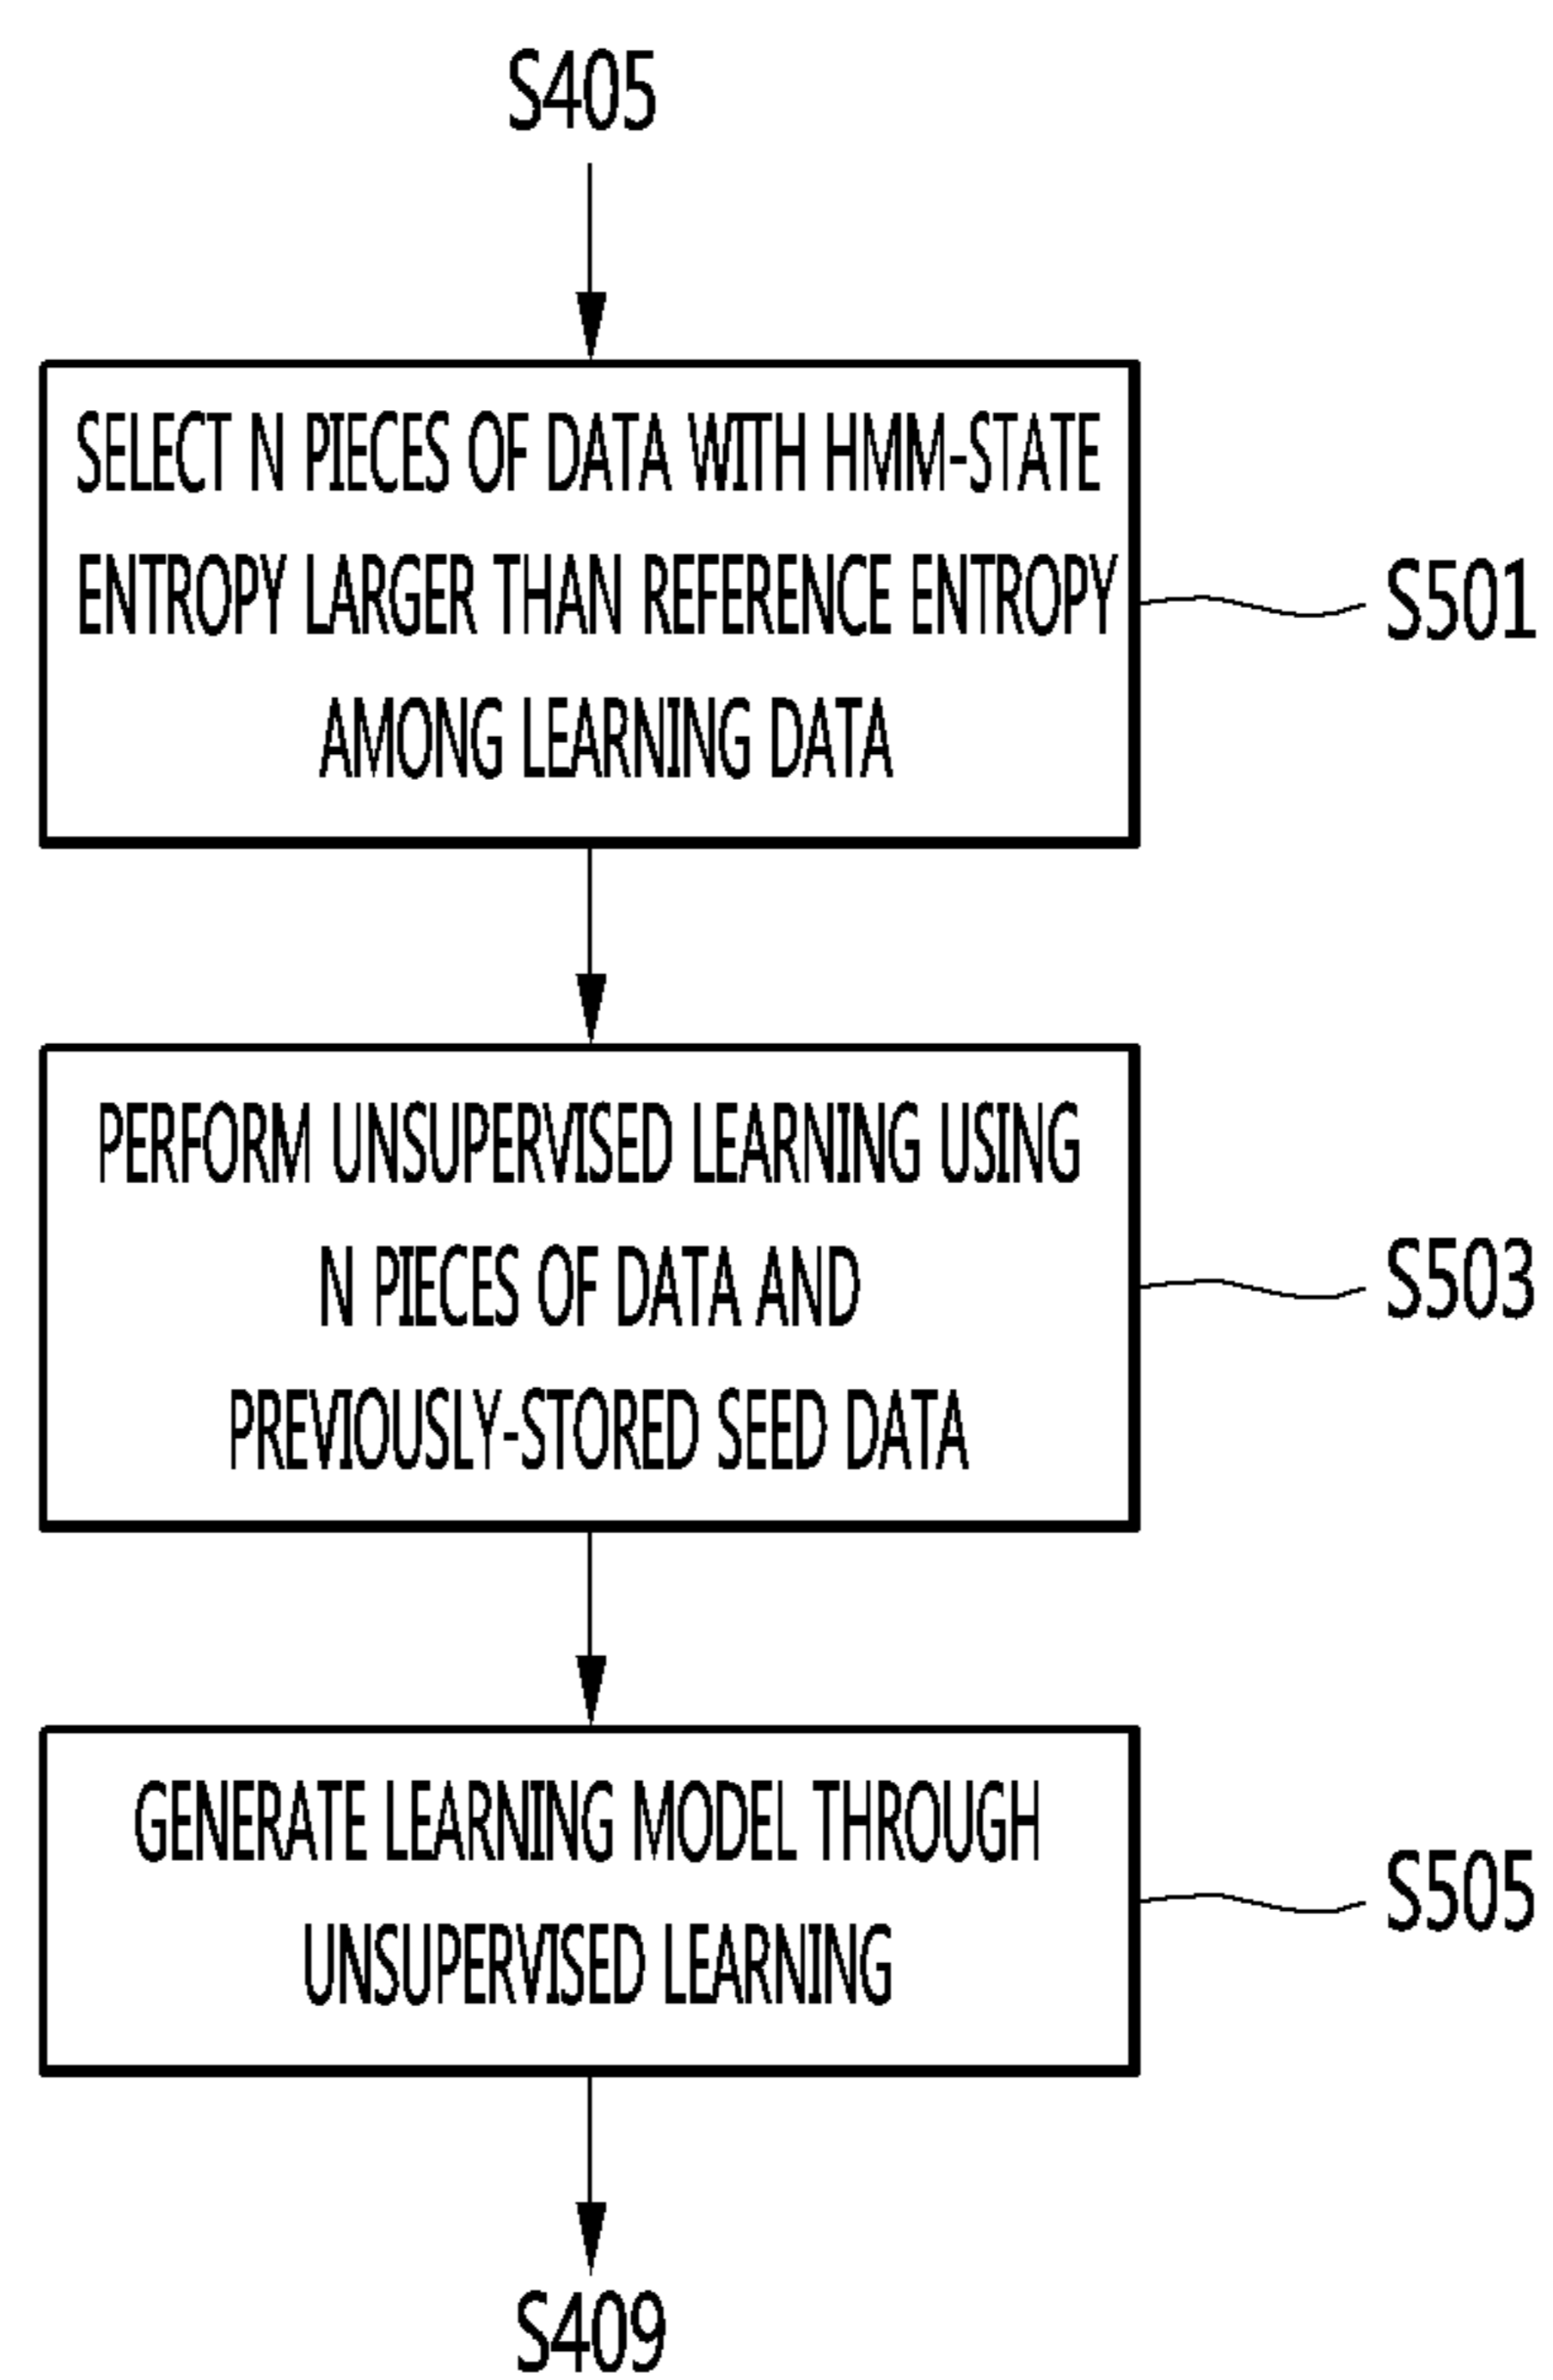 S405
SELECT N PIECES OF DATA WITH HMM-STATE
ENTROPY LARGER THAN REFERENCE ENTROPY
AMONG LEARNING DATA
S501
PERFORM UNSUPERVISED LEARNING USING
N PIECES OF DATA AND
PREVIOUSLY-STORED SEED DATA
S503
GENERATE LEARNING MODEL THROUGH
UNSUPERVISED LEARNING
S505
S409